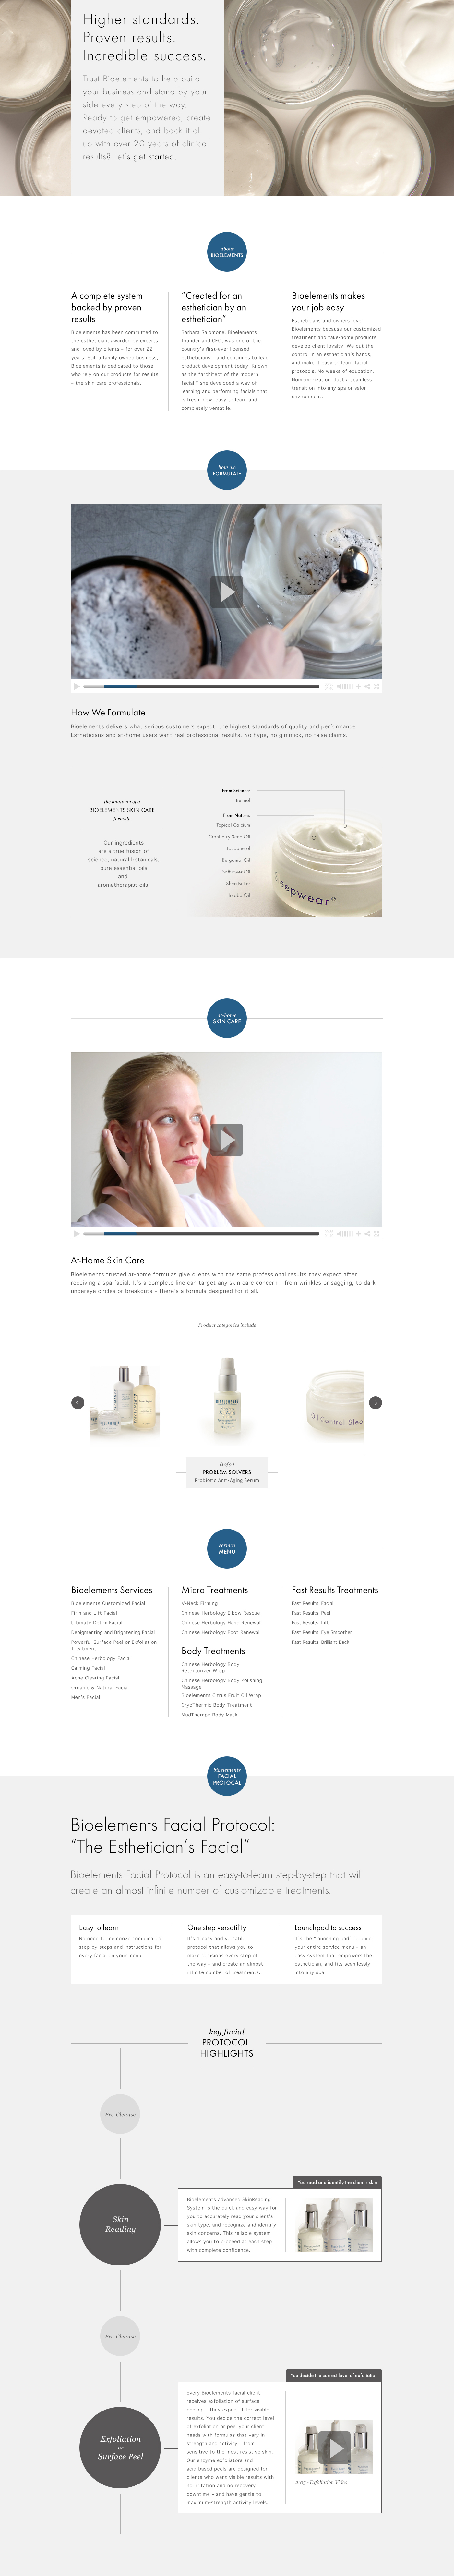 Higher standards.
Proven results.
Incredible success.
Trust Bioelements to help build
your business and stand by your
side every step of the way.
Ready to get empowered, create
devoted clients, and back it all
up with over 20 years of clinical
results? Let's get started.
about
BIOELEMENTS
A complete system
backed by proven
results
Bioelements has been committed to
the esthetician, awarded by experts
and loved by clients - for over 22
years. Still a family owned business,
Bioelements is dedicated to those
who rely on our products for results
- the skin care professionals.
"Created for an
esthetician by an
esthetician"
Barbara Salomone, Bioelements
founder and CEO, was one of the
country's first-ever licensed
estheticians - and continues to lead
product development today. Known
as the "architect of the modern
facial," she developed a way of
learning and performing facials that
is fresh, new, easy to learn and
completely versatile.
Bioelements makes
your job easy
Estheticians and owners love
Bioelements because our customized
treatment and take-home products
develop client loyalty. We put the
control in an esthetician's hands,
and make it easy to learn facial
protocols. No weeks of education.
Nomemorization. Just a seamless
transition into any spa or salon
environment.
how we
FORMULATE
How We Formulate
Bioelements delivers what serious customers expect: the highest standards of quality and performance.
Estheticians and at-home users want real professional results. No hype, no gimmick, no false claims.
the anatomy of a
BIOELEMENTS SKIN CARE
formula
Our ingredients
are a true fusion of
science, natural botanicals,
pure essential oils
and
aromatherapist oils.
From Science:
Retinol
From Nature:
Topical Calcium
Cranberry Seed Oil
Tocopherol
Bergamot Oil
Safflower Oil
Shea Butter
Jojoba Oil
Sleepwear®
at-home
SKIN CARE
At-Home Skin Care
Bioelements trusted at-home formulas give clients with the same professional results they expect after
receiving a spa facial. It's a complete line can target any skin care concern - from wrinkles or sagging, to dark
undereye circles or breakouts - there's a formula designed for it all.
Product categories include
BIOELEMENTS
Probiotic
Anti-Aging
Serum
Oil Control Slee
(1 of 9)
PROBLEM SOLVERS
Probiotic Anti-Aging Serum
service
MENU
Bioelements Services
Bioelements Customized Facial
Firm and Lift Facial
Ultimate Detox Facial
Depigmenting and Brightening Facial
Powerful Surface Peel or Exfoliation
Treatment
Chinese Herbology Facial
Calming Facial
Acne Clearing Facial
Organic & Natural Facial
Men's Facial
Micro Treatments
V-Neck Firming
Chinese Herbology Elbow Rescue
Chinese Herbology Hand Renewal
Chinese Herbology Foot Renewal
Body Treatments
Chinese Herbology Body
Retexturizer Wrap
Chinese Herbology Body Polishing
Massage
Bioelements Citrus Fruit Oil Wrap
CryoThermic Body Treatment
MudTherapy Body Mask
Fast Results Treatments
Fast Results: Facial
Fast Results: Peel
Fast Results: Lift
Fast Results: Eye Smoother
Fast Results: Brilliant Back
bioelements
FACIAL
PROTOCAL
Bioelements Facial Protocol:
"The Esthetician's Facial"
Bioelements Facial Protocol is an easy-to-learn step-by-step that will
create an almost infinite number of customizable treatments.
Easy to learn
No need to memorize complicated
step-by-steps and instructions for
every facial on your menu.
One step versatility
It's 1 easy and versatile
protocol that allows you to
make decisions every step of
the way - and create an almost
infinite number of treatments.
Launchpad to success
It's the "launching pad" to build
your entire service menu - an
easy system that empowers the
esthetician, and fits seamlessly
into any spa.
key facial
PROTOCOL
HIGHLIGHTS
Pre-Cleanse
Skin
Reading
You read and identify the client's skin
Bioelements advanced SkinReading
System is the quick and easy way for
you to accurately read your client's
skin type, and recognize and identify
skin concerns. This reliable system
allows you to proceed at each step
with complete confidence.
Pre-Cleanse
Exfoliation
or
Surface Peel
You decide the correct level of exfoliation
Every Bioelements facial client
receives exfoliation of surface
peeling - they expect it for visible
results. You decide the correct level
of exfoliation or peel your client
needs with formulas that vary in
strength and activity - from
sensitive to the most resistive skin.
Our enzyme exfoliators and
acid-based peels are designed for
clients who want visible results with
no irritation and no recovery
downtime - and have gentle to
maximum-strength activity levels.
2:09 - Exfoliation Video